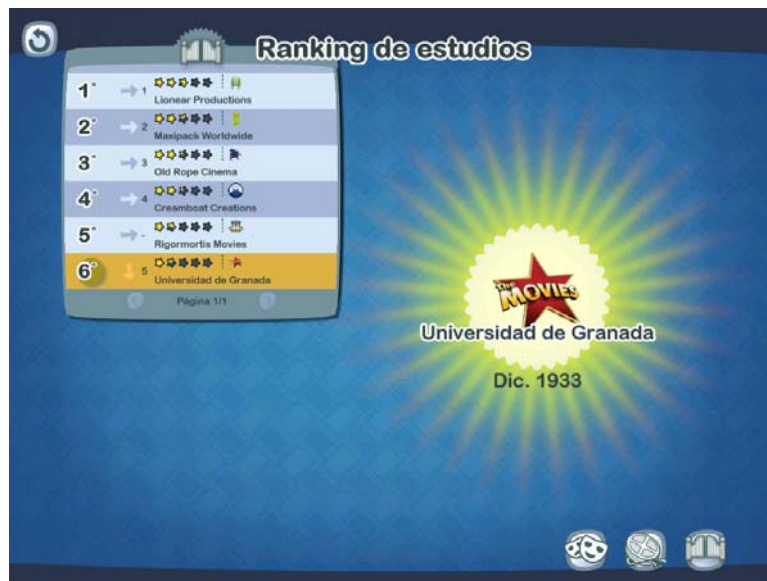 Ranking de estudios
1° 1
Lionear Productions
2° 2
Maxipack Worldwide
3° 3
Old Rope Cinema
4° 4
Creamboat Creations
5° -
Rigormortis Movies
6° 5
Universidad de Granada
Página 1/1
THE MOVIES
Universidad de Granada
Dic. 1933